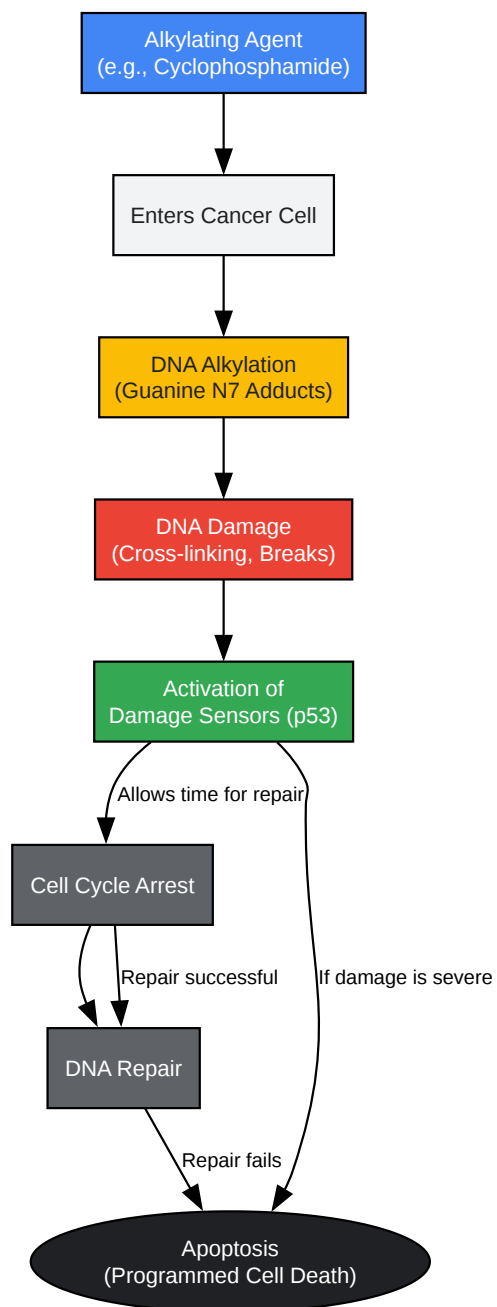 Alkylating Agent
(e.g., Cyclophosphamide)
Enters Cancer Cell
DNA Alkylation
(Guanine N7 Adducts)
DNA Damage
(Cross-linking, Breaks)
Activation of
Damage Sensors (p53)
Allows time for repair
Cell Cycle Arrest
Repair successful
If damage is severe
DNA Repair
Repair fails
Apoptosis
(Programmed Cell Death)